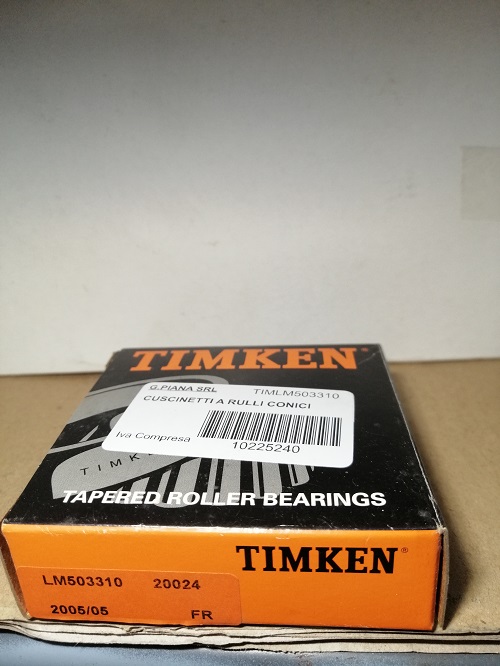 TIMKEN®
G.PIANA SRL TIMLM503310
CUSCINETTI A RULLI CONICI
Iva Compresa
10225240
TIMK
TAPERED ROLLER BEARINGS
TIMKEN®
LM503310 20024
2005/05 FR